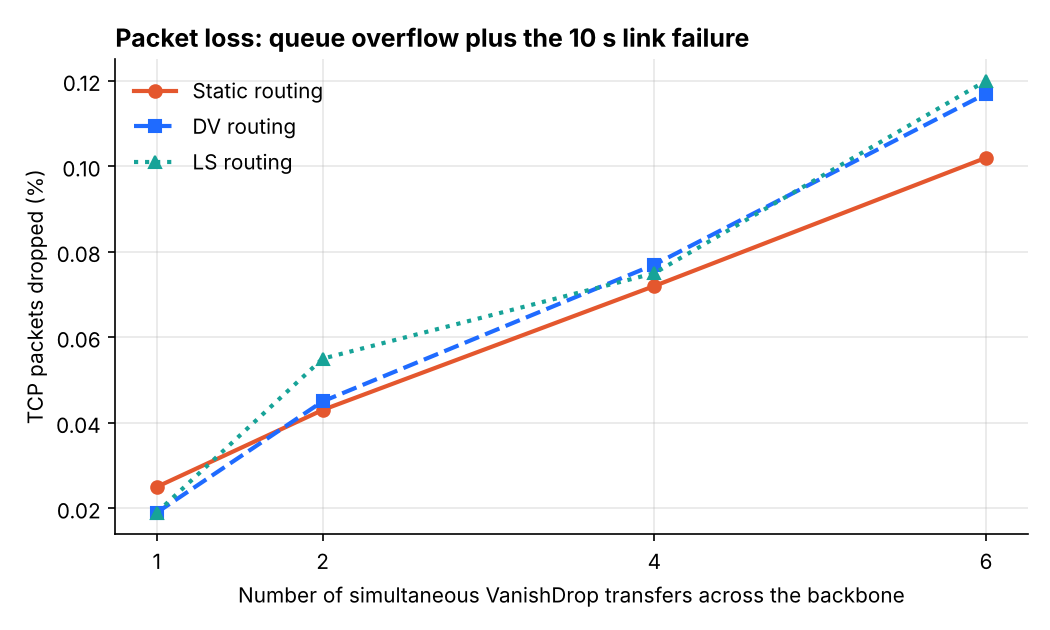 Packet loss: queue overflow plus the 10 s link failure
Static routing
DV routing
LS routing
TCP packets dropped (%)
0.12
0.10
0.08
0.06
0.04
0.02
1 2 4 6
Number of simultaneous VanishDrop transfers across the backbone